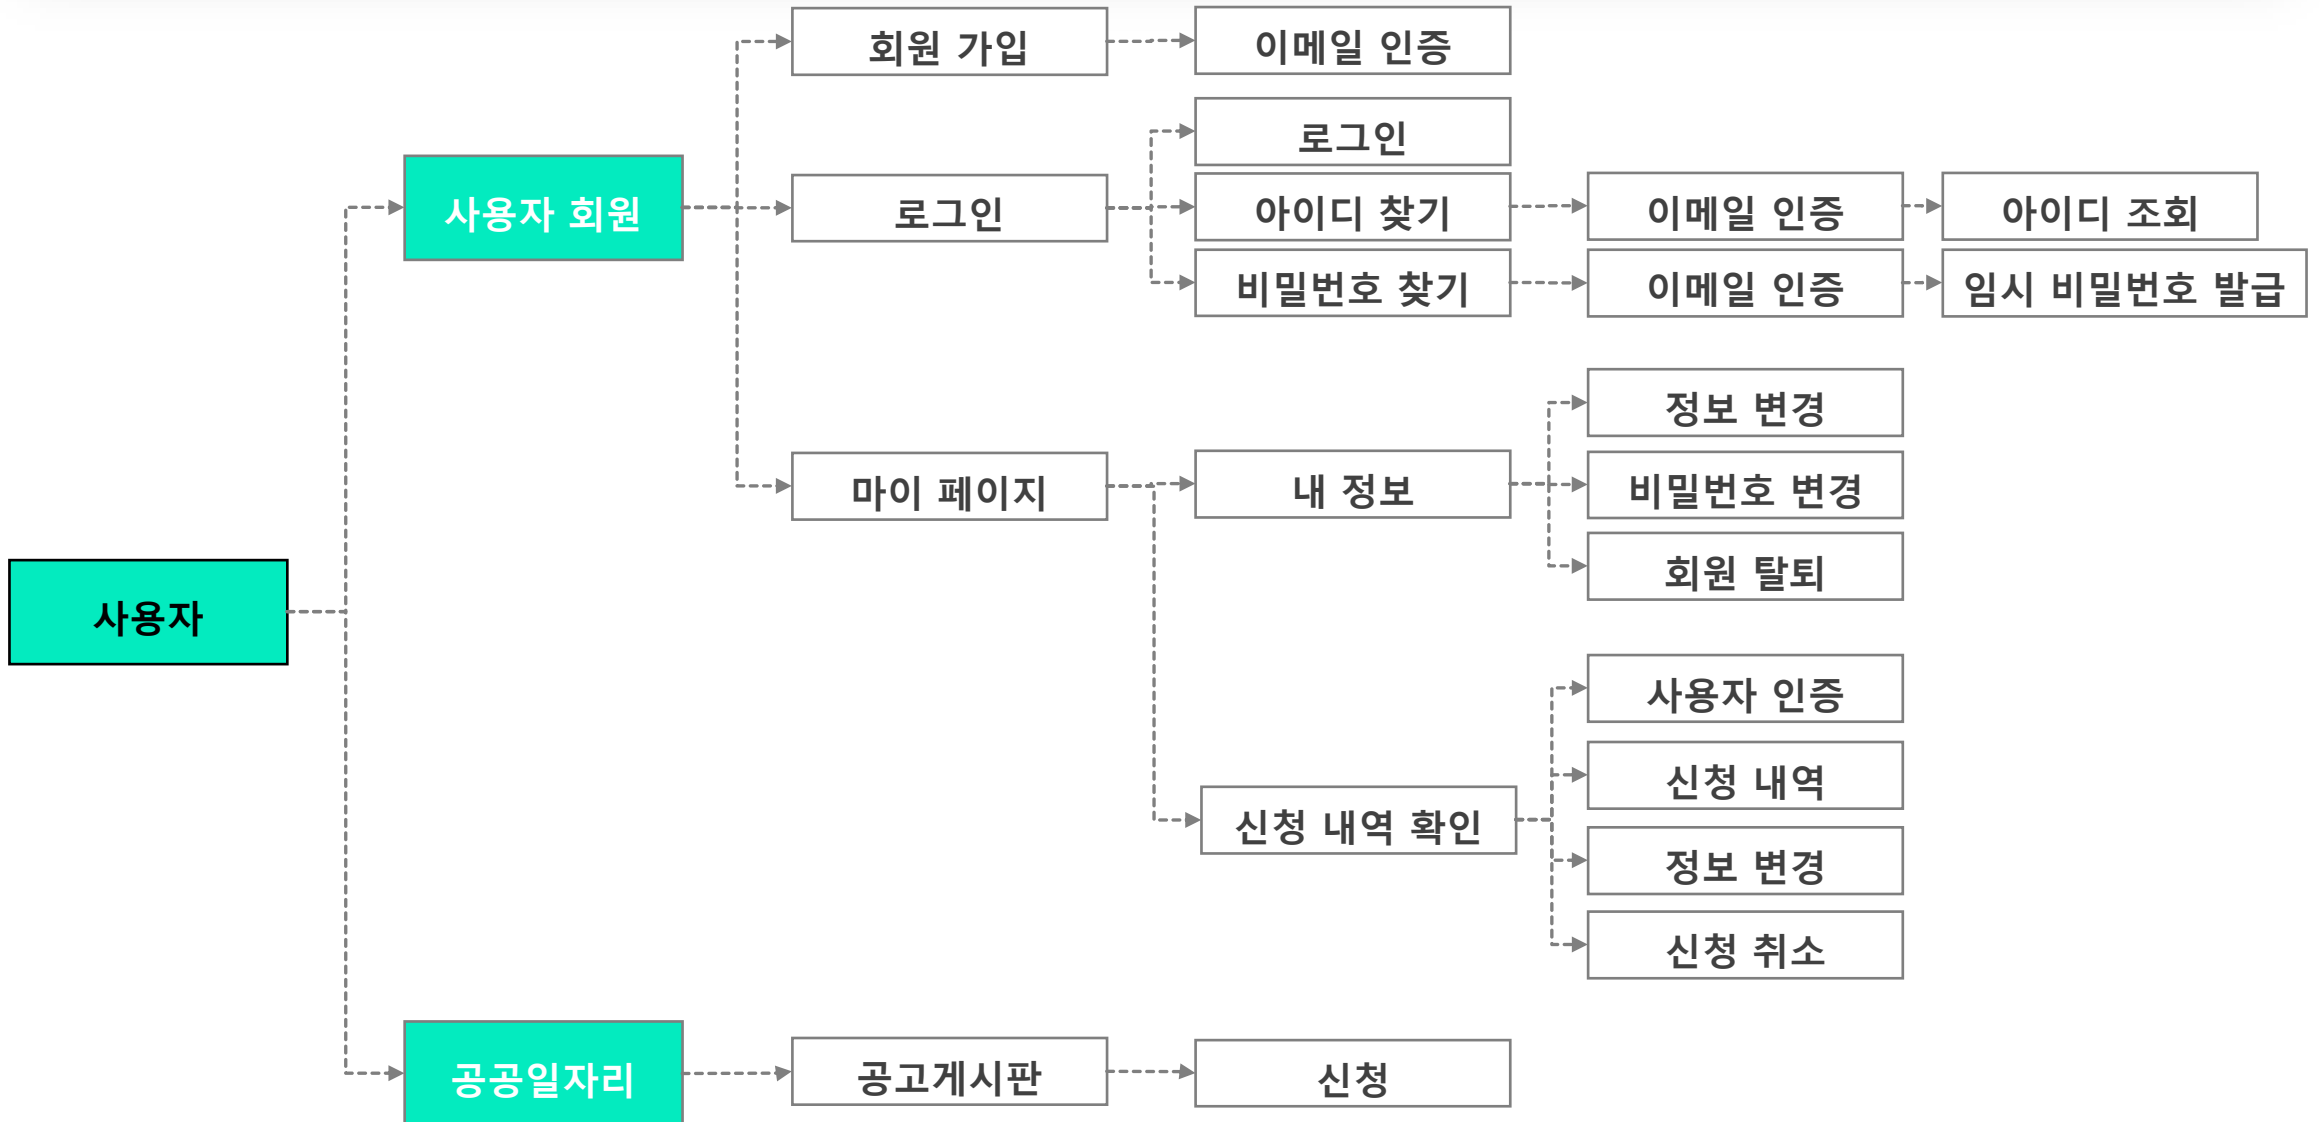 회원 가입
이메일 인증
로그인
사용자 회원
로그인
아이디 찾기
이메일 인증
아이디 조회
비밀번호 찾기
이메일 인증
임시 비밀번호 발급
정보 변경
마이 페이지
내 정보
비밀번호 변경
회원 탈퇴
사용자
사용자 인증
신청 내역
신청 내역 확인
정보 변경
신청 취소
공공일자리
공고게시판
신청